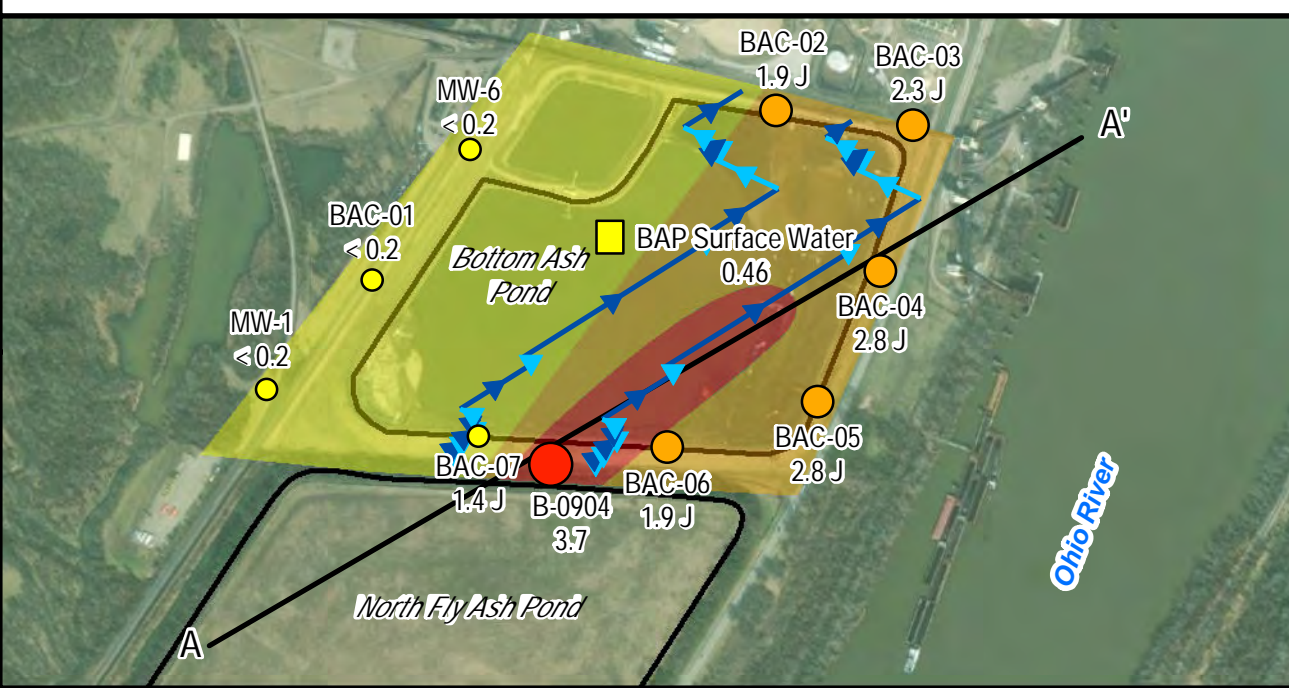 BAC-02
1.9 J
BAC-03
2.3 J
MW-6
< 0.2
A'
BAC-01
< 0.2
BAP Surface Water
0.46
Bottom Ash
Pond
MW-1
< 0.2
BAC-04
2.8 J
BAC-05
2.8 J
BAC-07
1.4 J
B-0904
3.7
BAC-06
1.9 J
Ohio River
North Fly Ash Pond
A